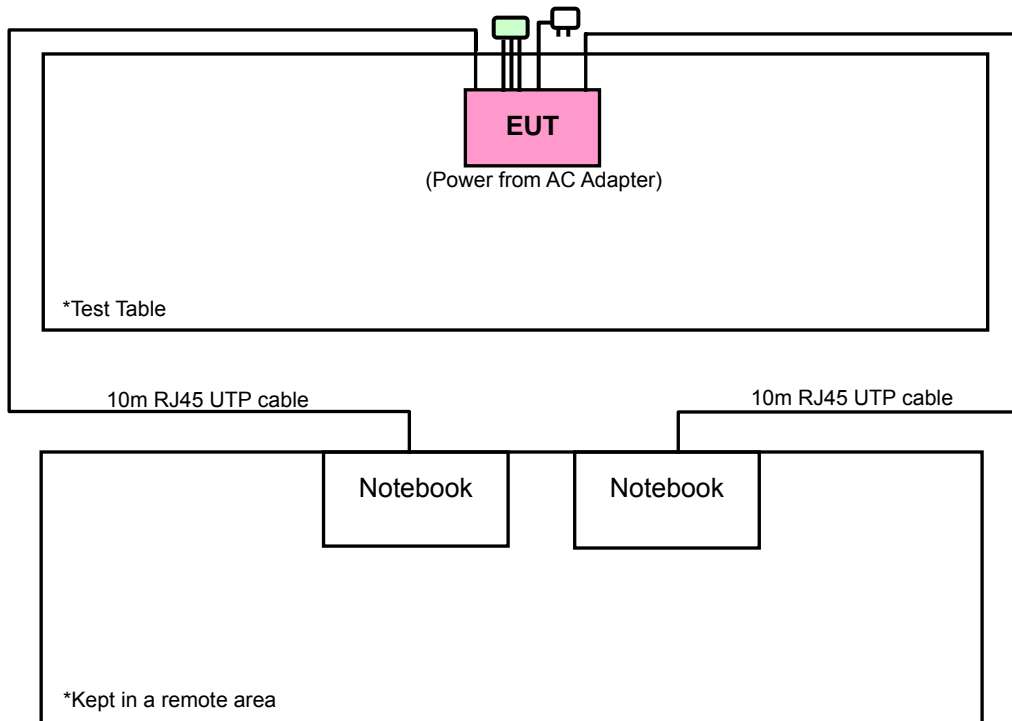 EUT
(Power from AC Adapter)
*Test Table
10m RJ45 UTP cable
10m RJ45 UTP cable
Notebook
Notebook
*Kept in a remote area